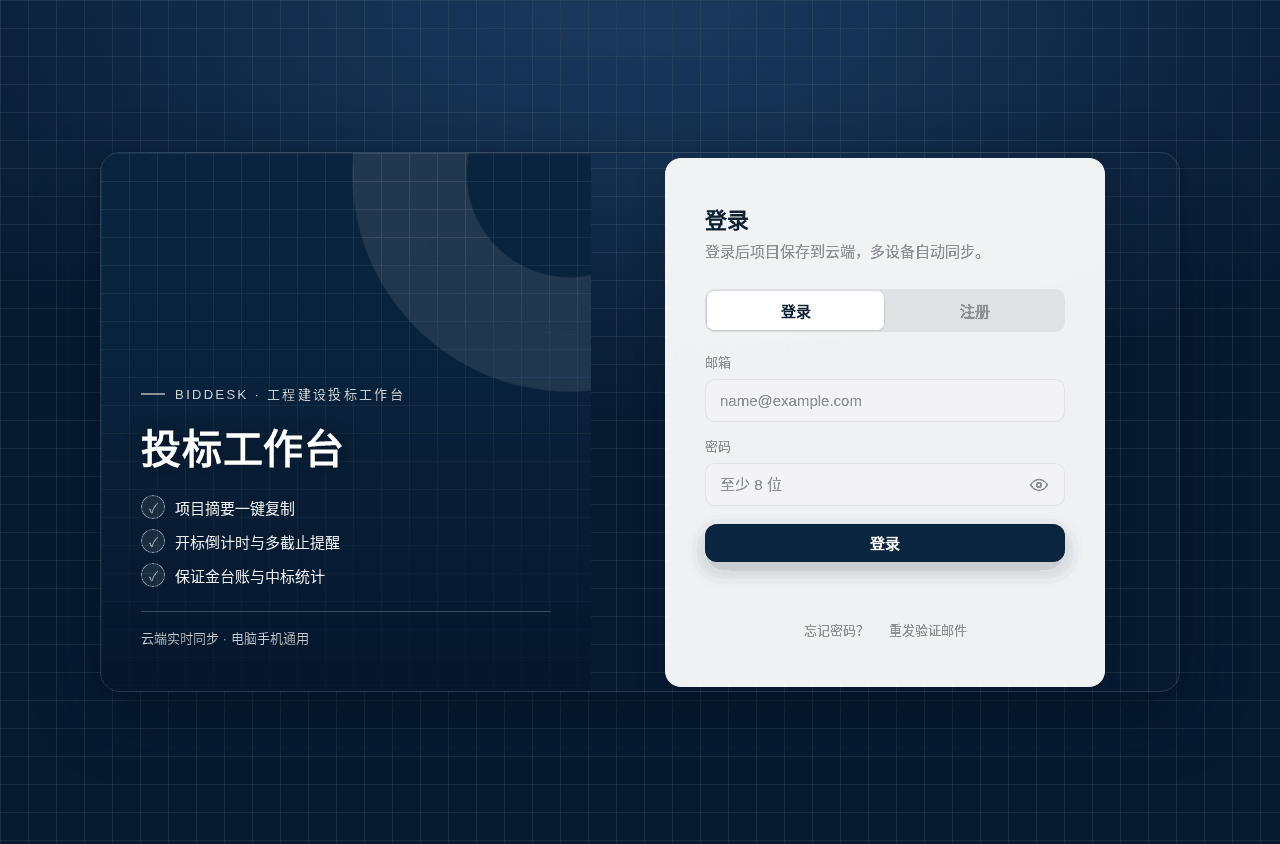 BIDDESK · 工程建设投标工作台
投标工作台
项目摘要一键复制
开标倒计时与多截止提醒
保证金台账与中标统计
云端实时同步 · 电脑手机通用
登录
登录后项目保存到云端，多设备自动同步。
登录 注册
邮箱
name@example.com
密码
至少 8 位
登录
忘记密码? 重发验证邮件